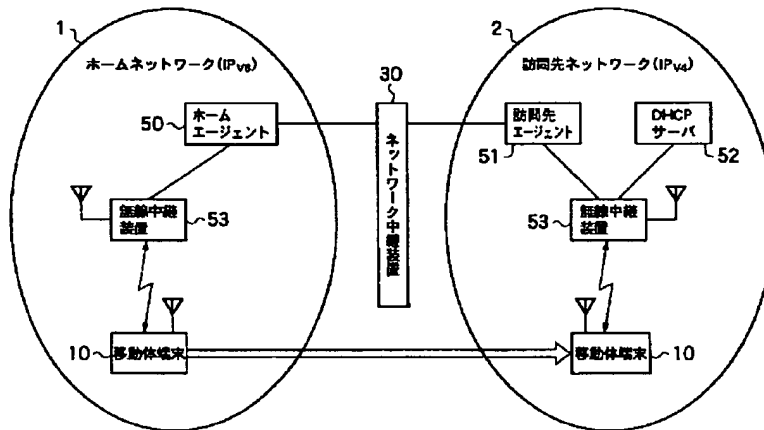 1
ホームネットワーク(IPV6)
50
ホーム
エージェント
無線中継
装置
53
10
移動体端末
30
ネットワーク中継装置
2
訪問先ネットワーク(IPV4)
訪問先
エージェント
51
DHCP
サーバ
52
無線中継
装置
53
移動体端末
10